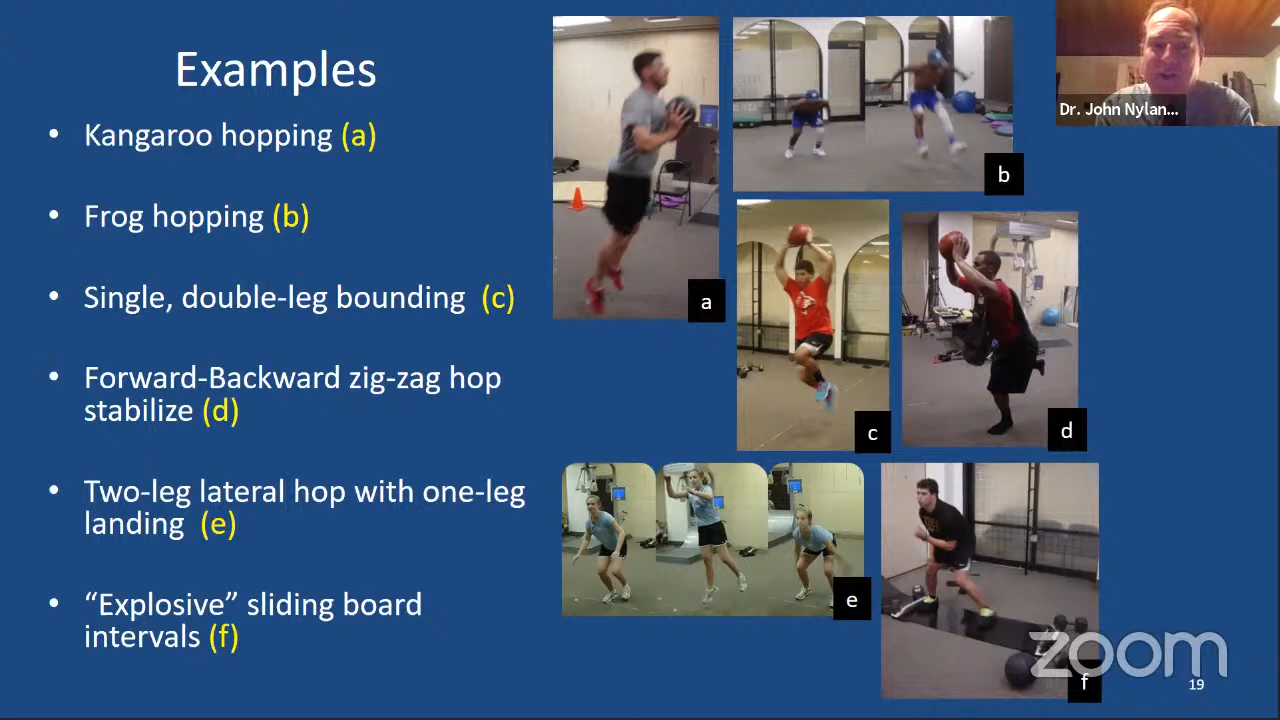 Examples
• Kangaroo hopping (a)
• Frog hopping (b)
• Single, double-leg bounding (c)
• Forward-Backward zig-zag hop
stabilize (d)
• Two-leg lateral hop with one-leg
landing (e)
• “Explosive” sliding board
intervals (f)
a
b
c
d
e
f
Dr. John Nylan...
zoom
19